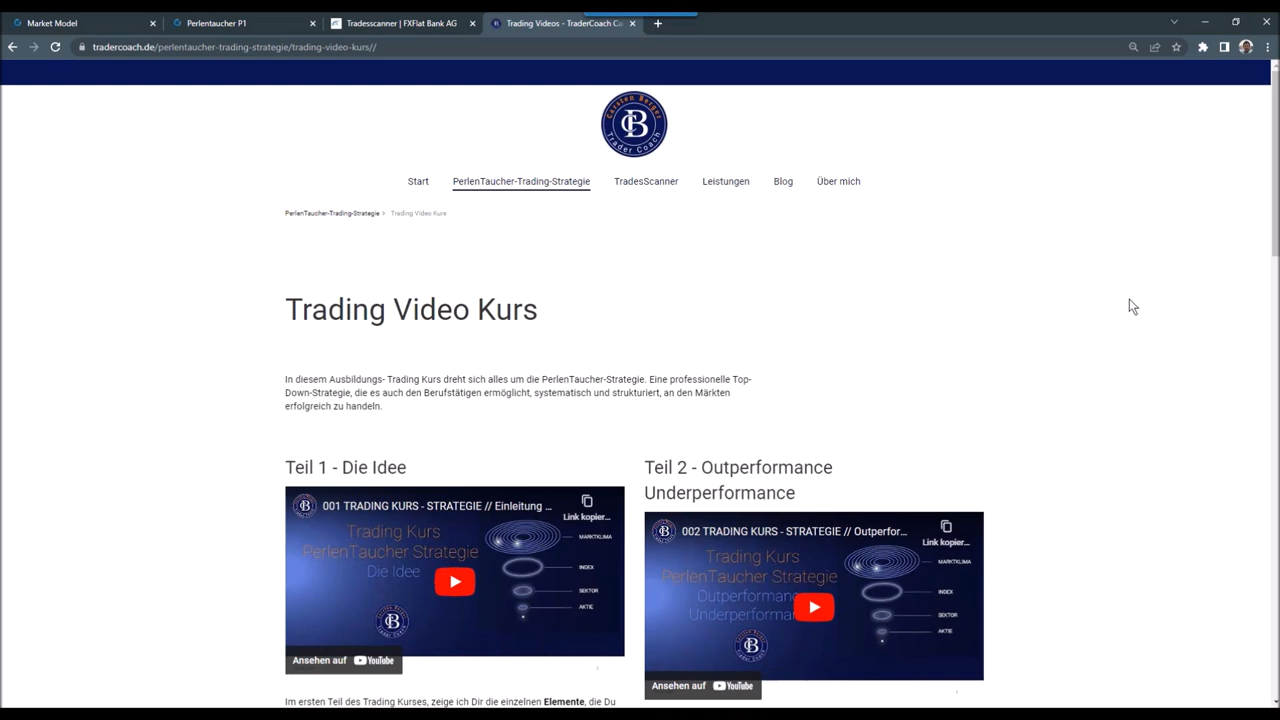 Market Model
Perlentaucher P1
Tradesscanner | FXFlat Bank AG
Trading Videos - TraderCoach Ca
tradercoach.de/perlentaucher-trading-strategie/trading-video-kurs//
Carsten Berger
CB
Trader Coach
Start
PerlenTaucher-Trading-Strategie
TradesScanner
Leistungen
Blog
Über mich
PerlenTaucher-Trading-Strategie > Trading Video Kurs
Trading Video Kurs
In diesem Ausbildungs- Trading Kurs dreht sich alles um die PerlenTaucher-Strategie. Eine professionelle Top-
Down-Strategie, die es auch den Berufstätigen ermöglicht, systematisch und strukturiert, an den Märkten
erfolgreich zu handeln.
Teil 1 - Die Idee
001 TRADING KURS - STRATEGIE // Einleitung ...
Link kopier...
Trading Kurs
PerlenTaucher Strategie
Die Idee
MARKTKLIMA
INDEX
SEKTOR
AKTIE
Ansehen auf YouTube
Im ersten Teil des Trading Kurses, zeige ich Dir die einzelnen Elemente, die Du
Teil 2 - Outperformance
Underperformance
002 TRADING KURS - STRATEGIE // Outperfor...
Link kopier...
Trading Kurs
PerlenTaucher Strategie
Outperformanc
Underperforma
MARKTKLIMA
INDEX
SEKTOR
AKTIE
Ansehen auf YouTube